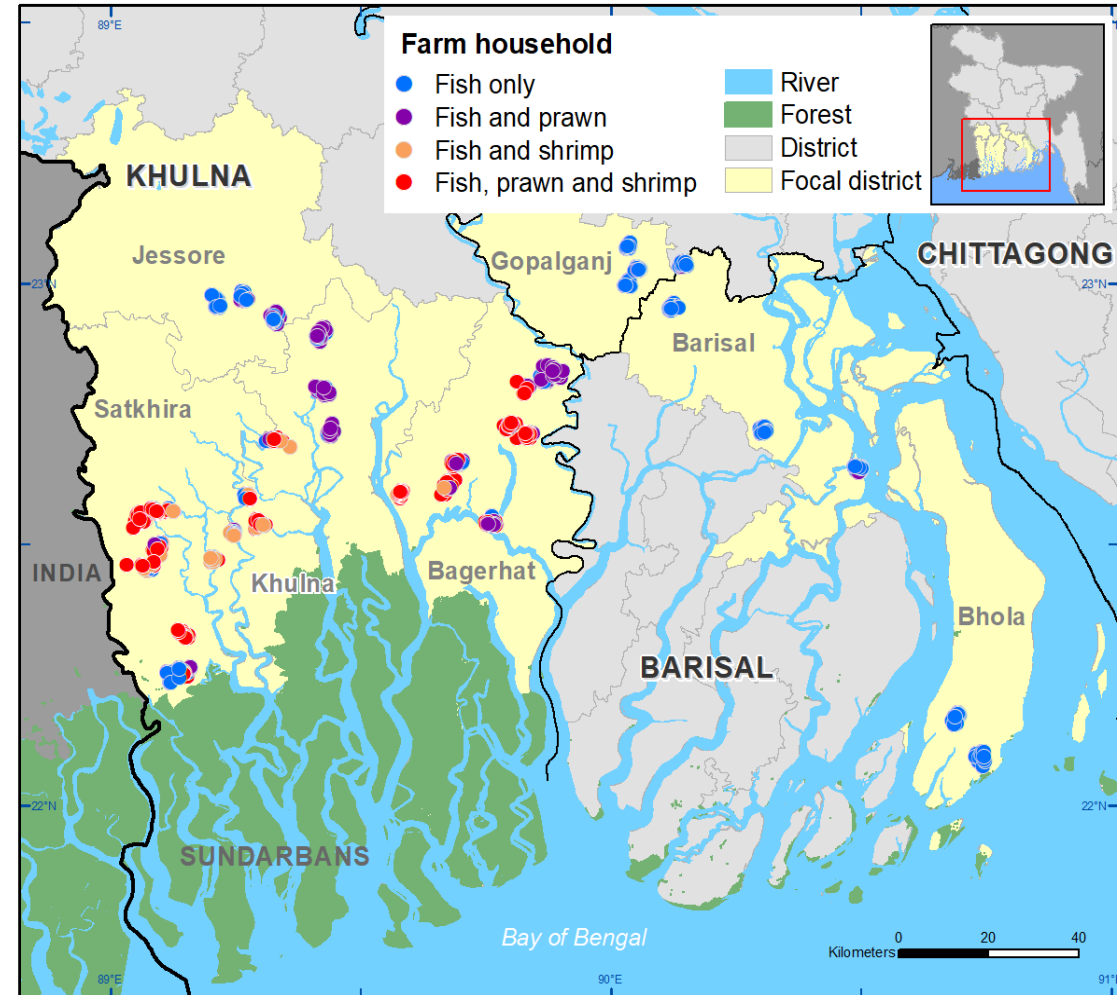 89°E
Farm household
Fish only
Fish and prawn
Fish and shrimp
Fish, prawn and shrimp
River
Forest
District
Focal district
KHULNA
Jessore
Gopalganj
CHITTAGONG
23°N
23°N
Barisal
Satkhira
INDIA
Khulna
Bagerhat
Bhola
BARISAL
22°N
22°N
SUNDARBANS
Bay of Bengal
Kilometers
0 20 40
89°E
90°E
91°E